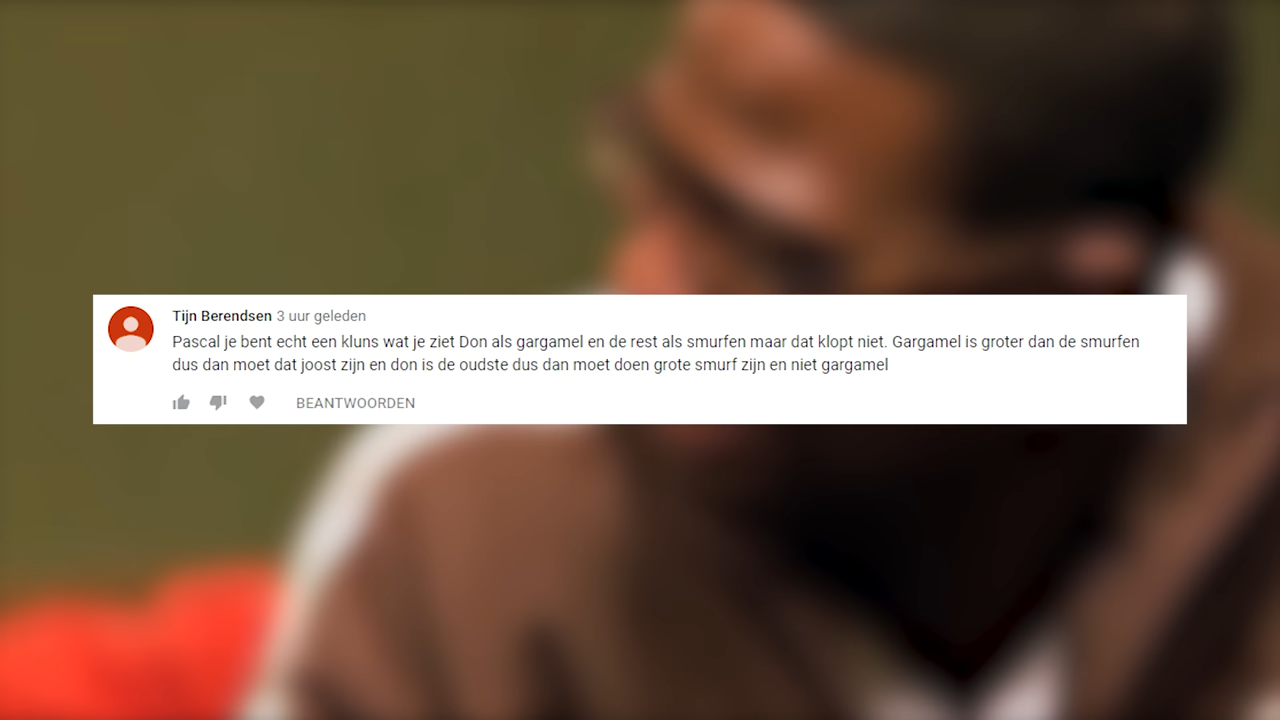 Tijn Berendsen 3 uur geleden
Pascal je bent echt een kluns wat je ziet Don als gargamel en de rest als smurfen maar dat klopt niet. Gargamel is groter dan de smurfen
dus dan moet dat joost zijn en don is de oudste dus dan moet doen grote smurf zijn en niet gargamel
BEANTWOORDEN